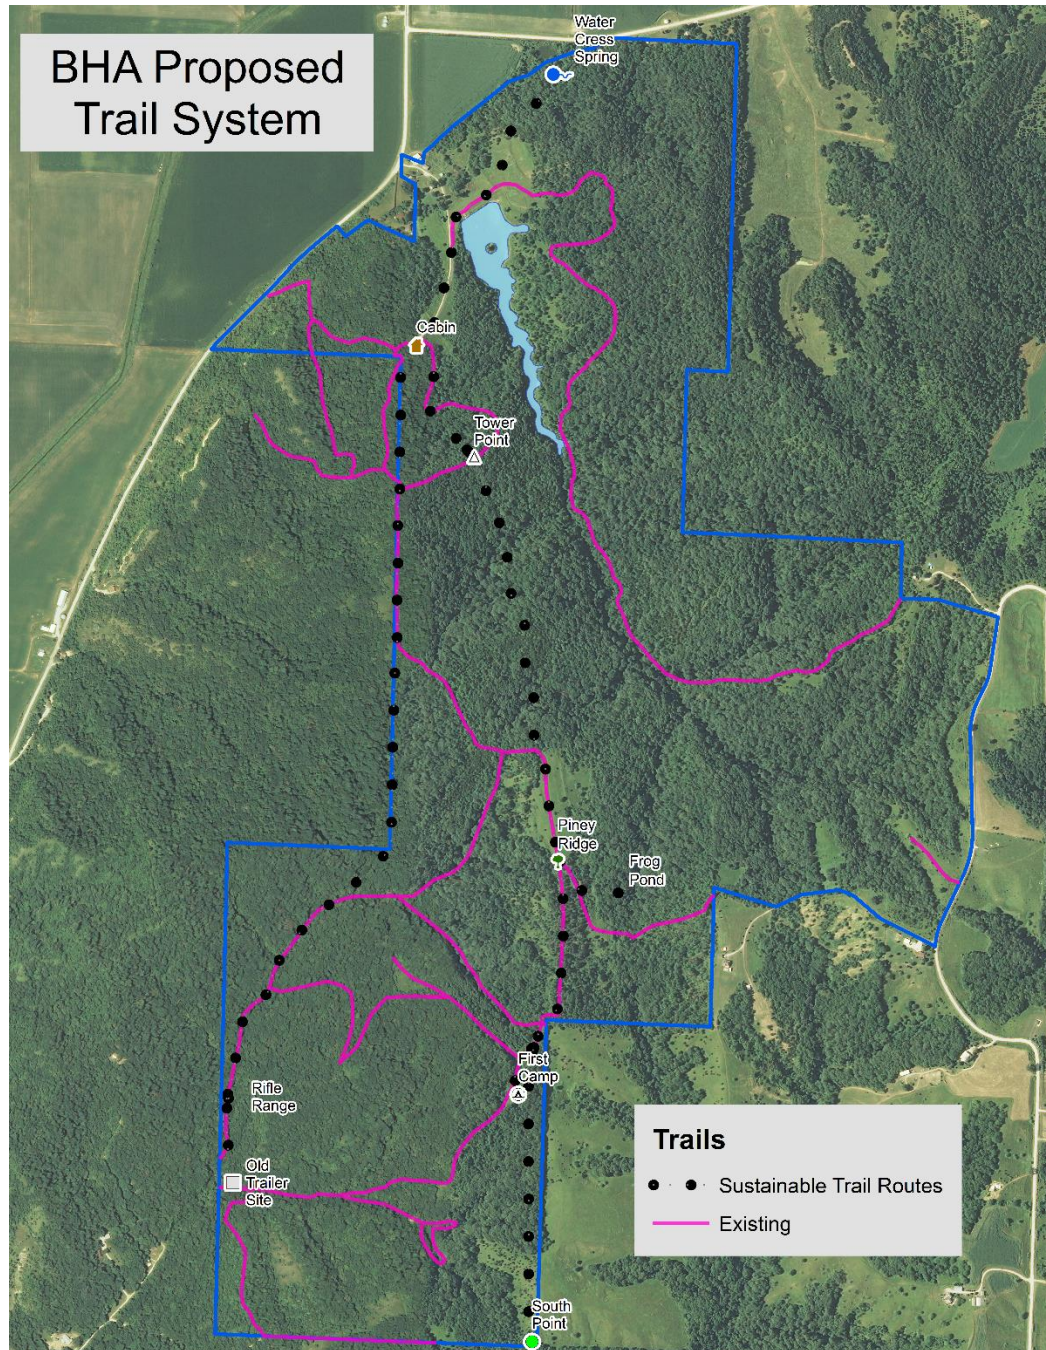 BHA Proposed
Trail System
Water
Cress
Spring
Cabin
Tower
Point
Piney
Ridge
Frog
Pond
First
Camp
Rifle
Range
Old
Trailer
Site
South
Point
Trails
Sustainable Trail Routes
Existing